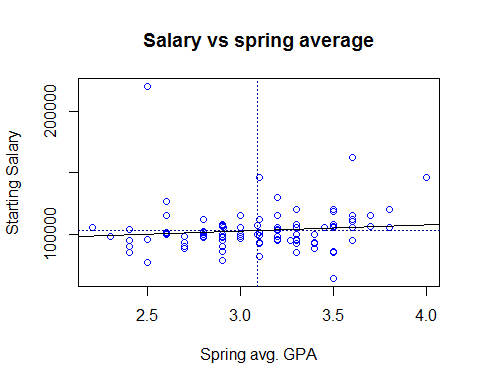 Salary vs spring average
Starting Salary
200000
100000
2.5 3.0 3.5 4.0
Spring avg. GPA